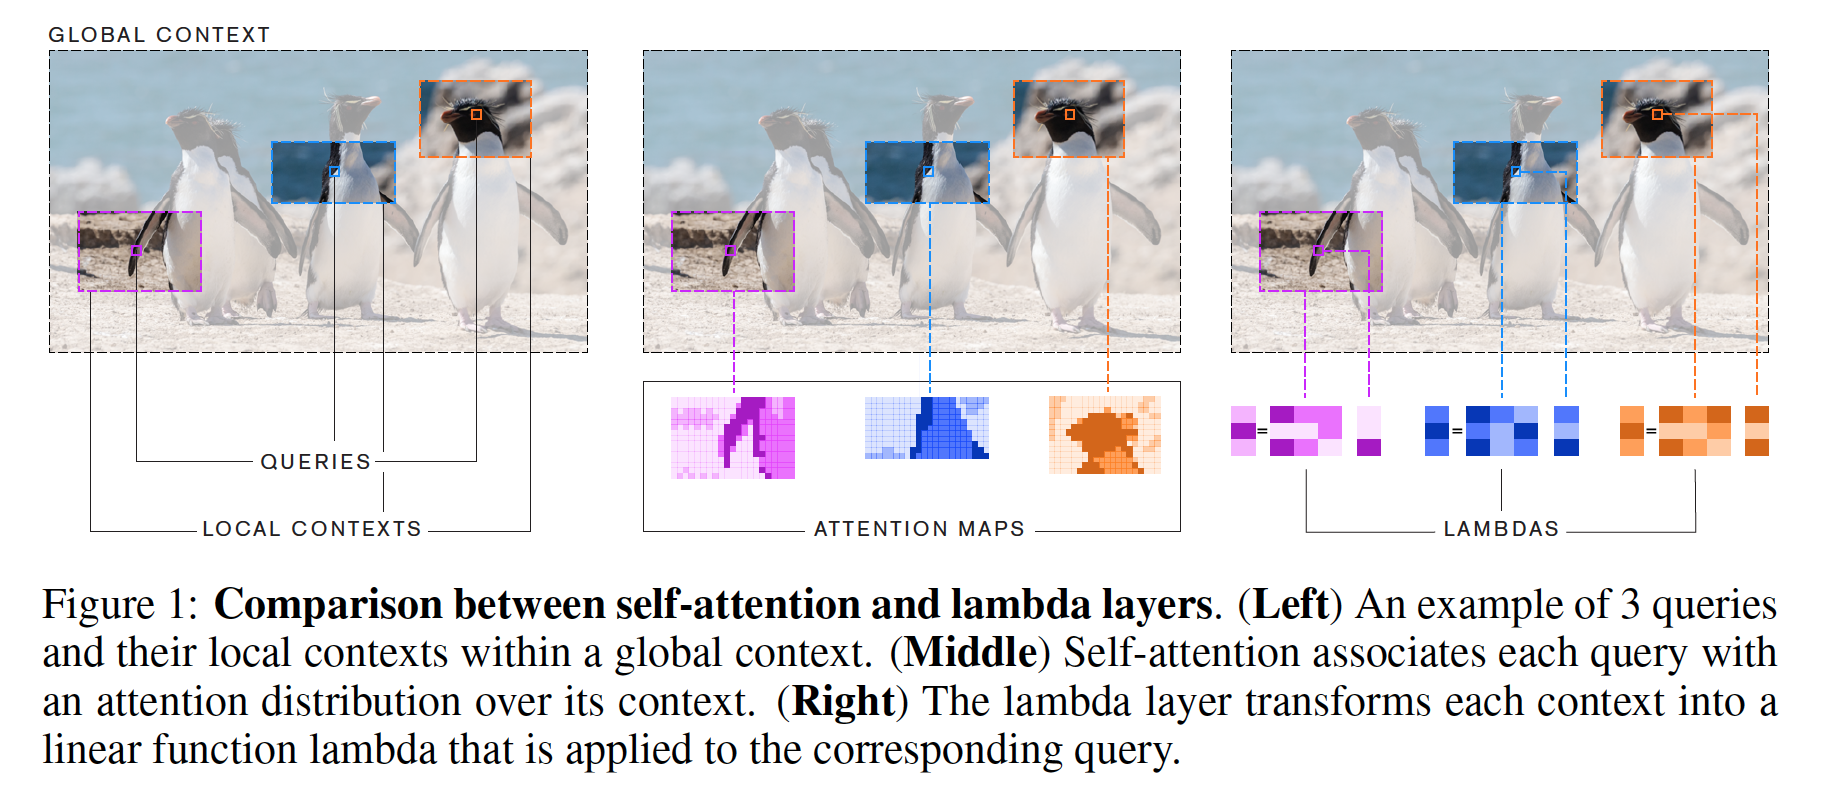 GLOBAL CONTEXT
QUERIES
LOCAL CONTEXTS
ATTENTION MAPS
=
=
=
LAMBDAS
Figure 1: Comparison between self-attention and lambda layers. (Left) An example of 3 queries
and their local contexts within a global context. (Middle) Self-attention associates each query with
an attention distribution over its context. (Right) The lambda layer transforms each context into a
linear function lambda that is applied to the corresponding query.